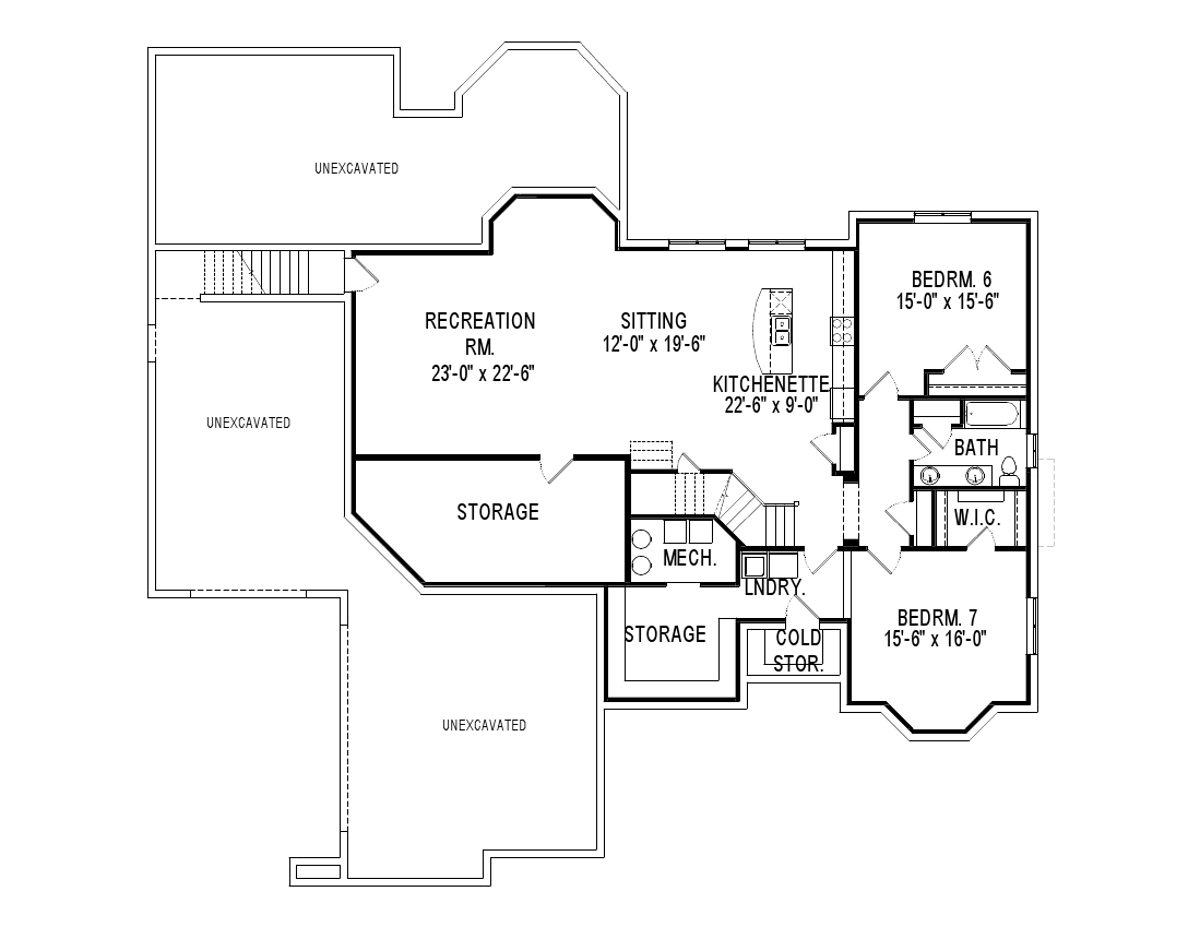 UNEXCAVATED
BEDRM. 6
15'-0" x 15'-6"
RECREATION
RM.
23'-0" x 22'-6"
SITTING
12'-0" x 19'-6"
KITCHENETTE
22'-6" x 9'-0"
UNEXCAVATED
BATH
STORAGE
W.I.C.
MECH.
LNDRY.
BEDRM. 7
15'-6" x 16'-0"
STORAGE
COLD
STOR.
UNEXCAVATED